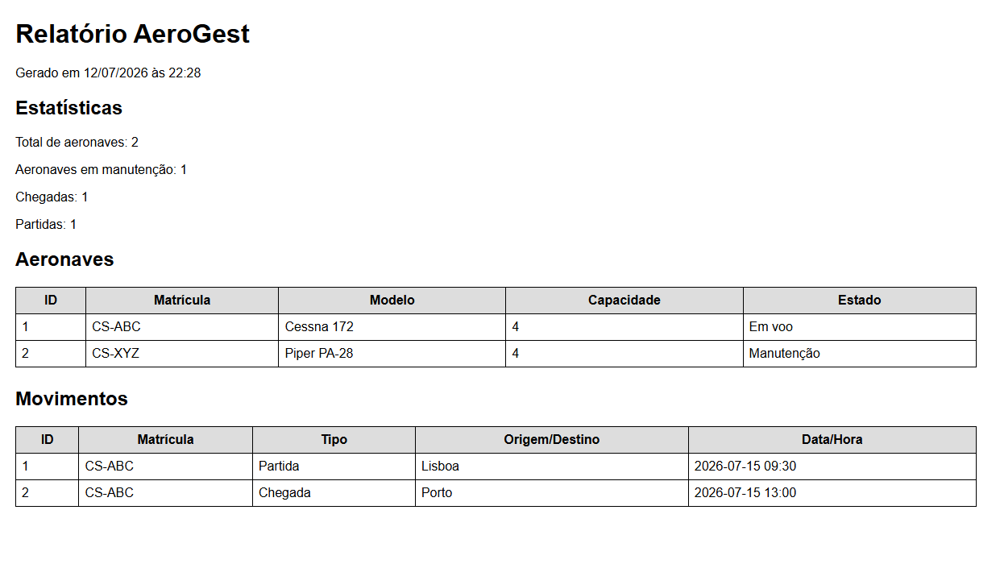 Relatório AeroGest
Gerado em 12/07/2026 às 22:28
Estatísticas
Total de aeronaves: 2
Aeronaves em manutenção: 1
Chegadas: 1
Partidas: 1
Aeronaves
ID Matrícula Modelo Capacidade Estado
1 CS-ABC Cessna 172 4 Em voo
2 CS-XYZ Piper PA-28 4 Manutenção
Movimentos
ID Matrícula Tipo Origem/Destino Data/Hora
1 CS-ABC Partida Lisboa 2026-07-15 09:30
2 CS-ABC Chegada Porto 2026-07-15 13:00